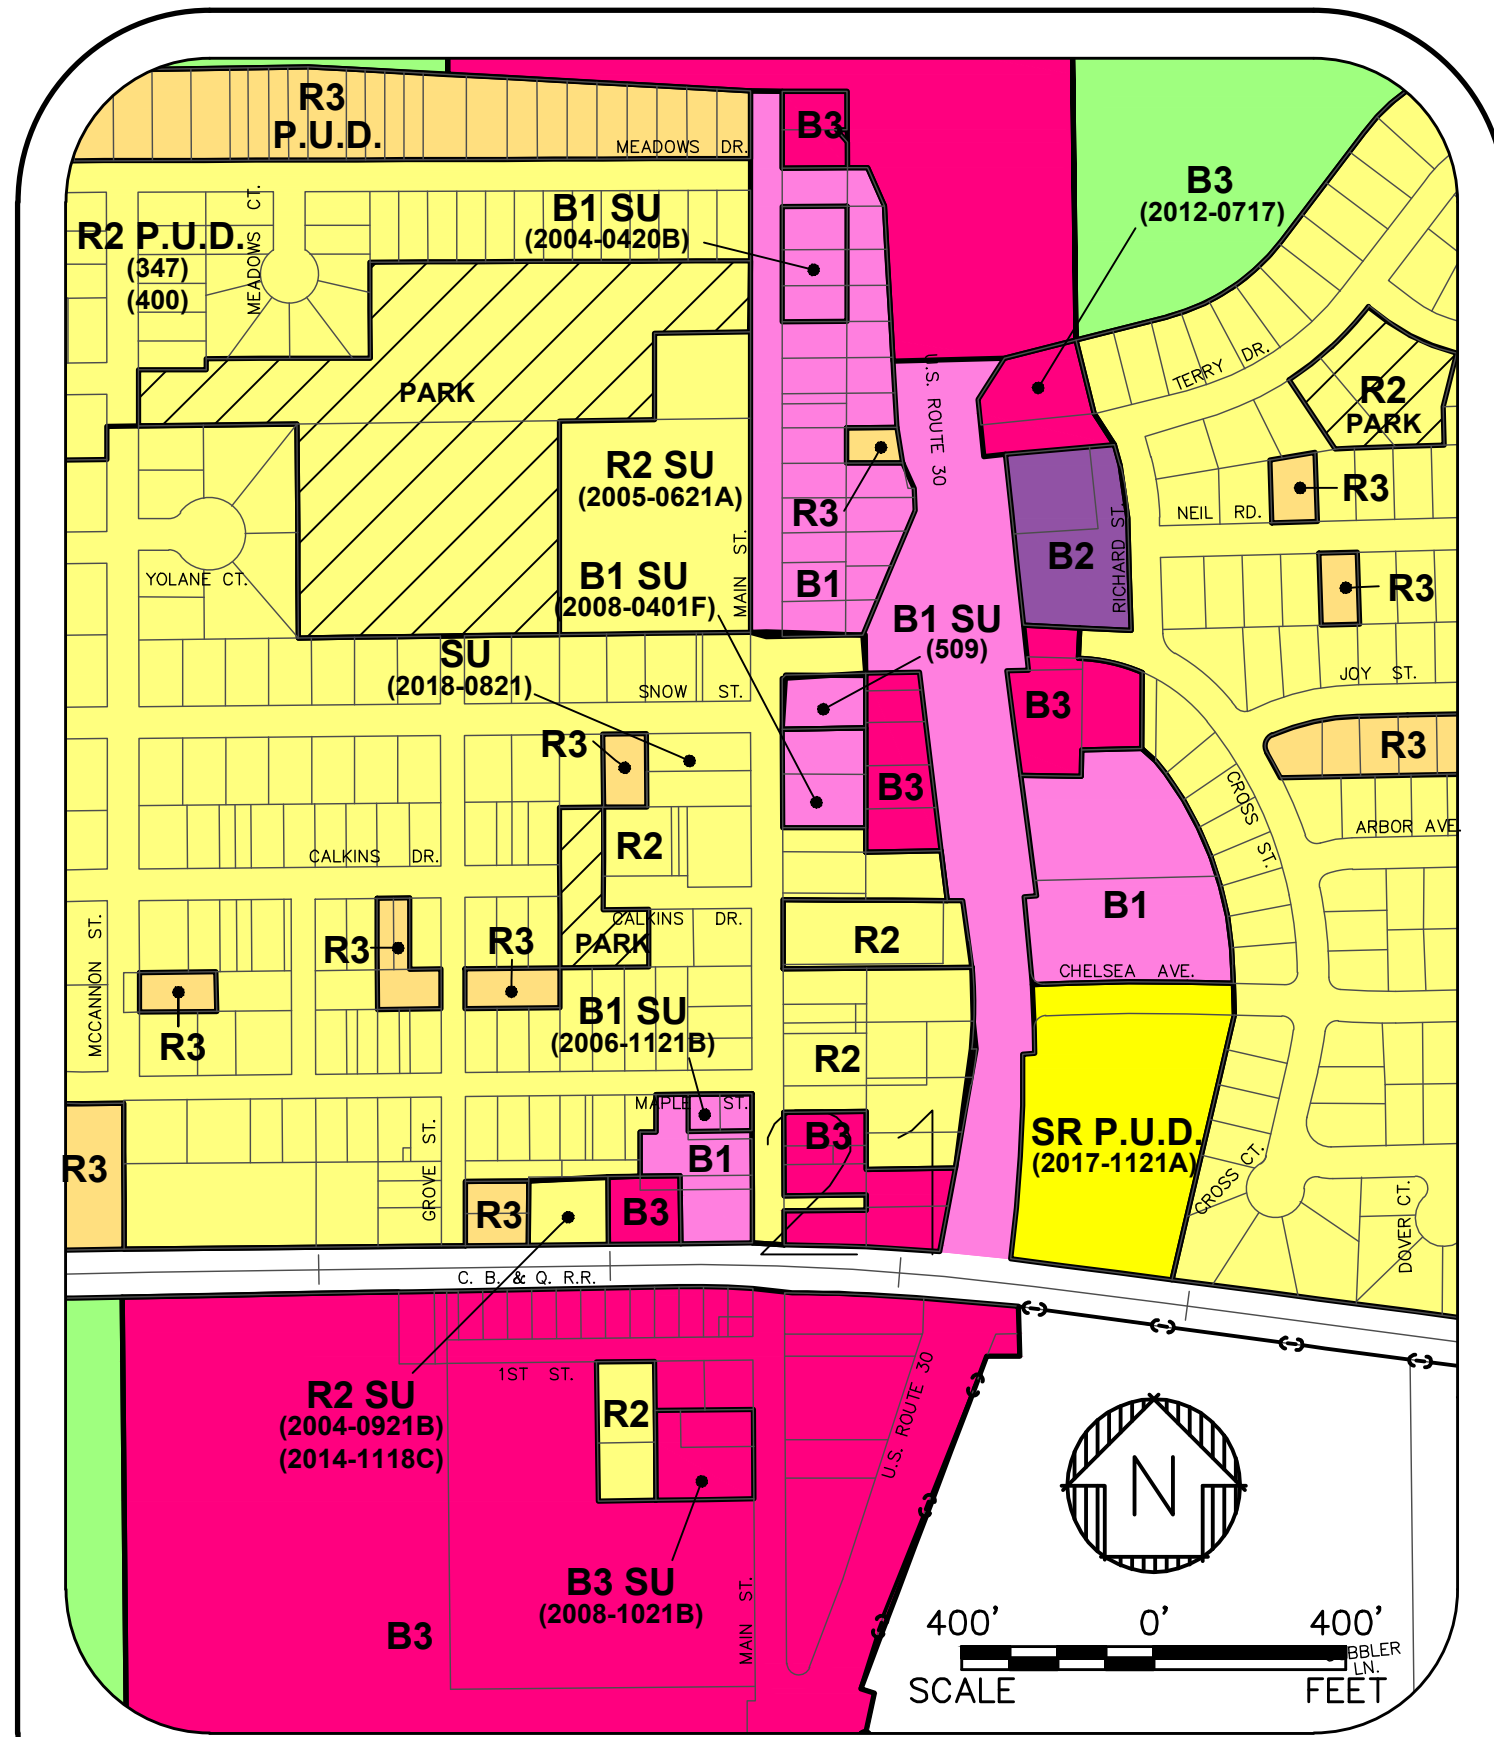 R3
P.U.D.
MEADOWS DR.
B3
MEADOWS CT.
R2 P.U.D.
(347)
(400)
B1 SU
(2004-0420B)
B3
(2012-0717)
PARK
U.S. ROUTE 30
TERRY DR.
R2
PARK
R2 SU
(2005-0621A)
R3
R3
NEIL RD.
MAIN ST.
B1
B2
RICHARD ST.
YOLANE CT.
B1 SU
(2008-0401F)
R3
B1 SU
(509)
SU
(2018-0821)
SNOW ST.
JOY ST.
B3
R3
R3
B3
CROSS ST.
ARBOR AVE.
R2
CALKINS DR.
B1
CALKINS DR.
PARK
R3
R3
R2
CHELSEA AVE.
MCCANNON ST.
R3
B1 SU
(2006-1121B)
R2
MAPLE ST.
B3
SR P.U.D.
(2017-1121A)
R3
GROVE ST.
B1
R3
B3
CROSS CT.
DOVER CT.
C. B. & Q. R.R.
1ST ST.
R2 SU
(2004-0921B)
(2014-1118C)
R2
U.S. ROUTE 30
N
B3 SU
(2008-1021B)
B3
MAIN ST.
400' 0' 400'
BBLER
LN.
SCALE FEET